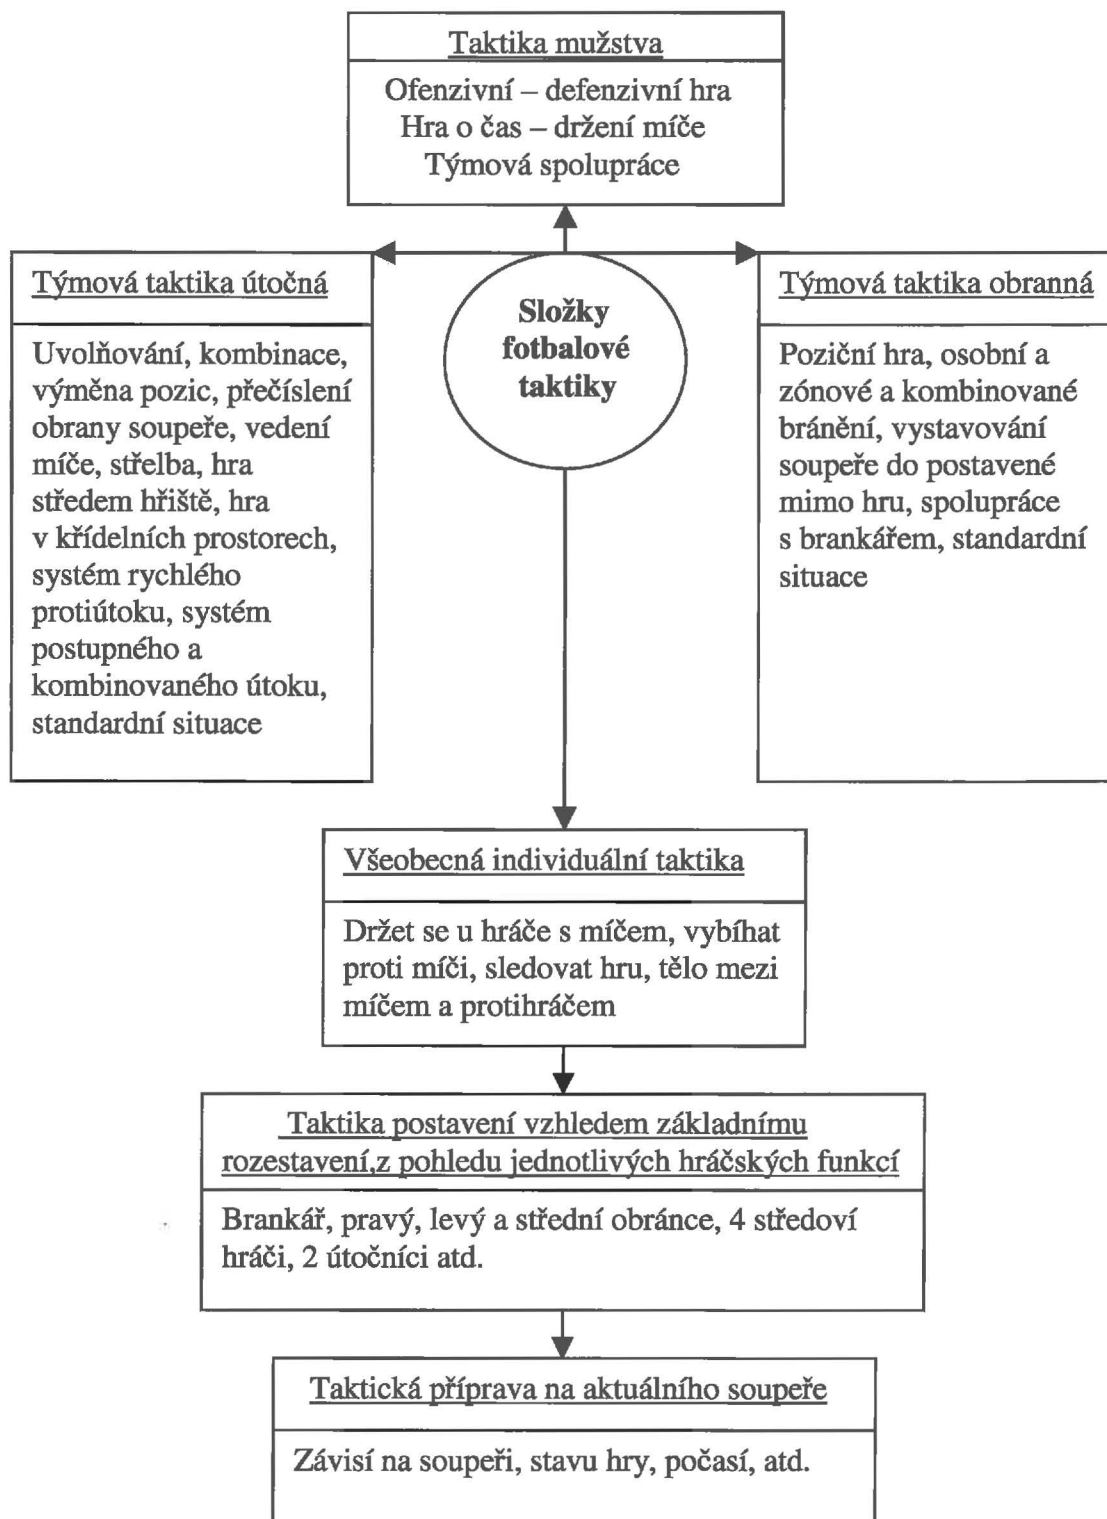 Taktika mužstva
Ofenzivní – defenzivní hra
Hra o čas – držení míče
Týmová spolupráce
Týmová taktika útočná
Uvolňování, kombinace,
výměna pozic, přečíslení
obrany soupeře, vedení
míče, střelba, hra
středem hřiště, hra
v křídelních prostorech,
systém rychlého
protiútoku, systém
postupného a
kombinovaného útoku,
standardní situace
Složky
fotbalové
taktiky
Týmová taktika obranná
Poziční hra, osobní a
zónové a kombinované
bránění, vystavování
soupeře do postavené
mimo hru, spolupráce
s brankářem, standardní
situace
Všeobecná individuální taktika
Držet se u hráče s míčem, vybíhat
proti míči, sledovat hru, tělo mezi
míčem a protihráčem
Taktika postavení vzhledem základnímu
rozestavení,z pohledu jednotlivých hráčských funkcí
Brankář, pravý, levý a střední obránce, 4 středoví
hráči, 2 útočníci atd.
Taktická příprava na aktuálního soupeře
Závisí na soupeři, stavu hry, počasí, atd.